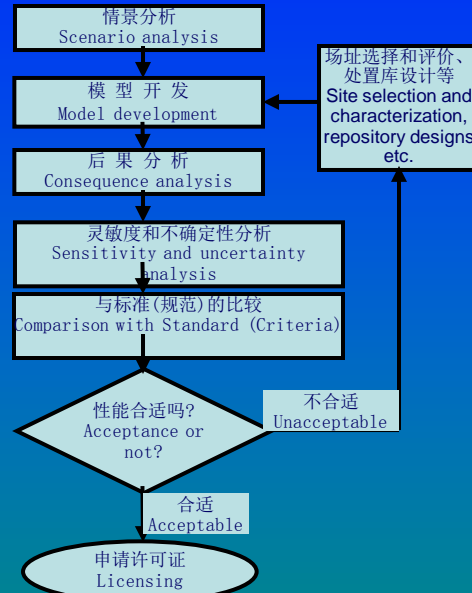 情景分析
Scenario analysis
模 型 开 发
Model development
后 果 分 析
Consequence analysis
灵敏度和不确定性分析
Sensitivity and uncertainty
analysis
与标准(规范)的比较
Comparison with Standard (Criteria)
性能合适吗?
Acceptance or
not?
合适
Acceptable
申请许可证
Licensing
不合适
Unacceptable
场址选择和评价、
处置库设计等
Site selection and
characterization,
repository designs
etc.